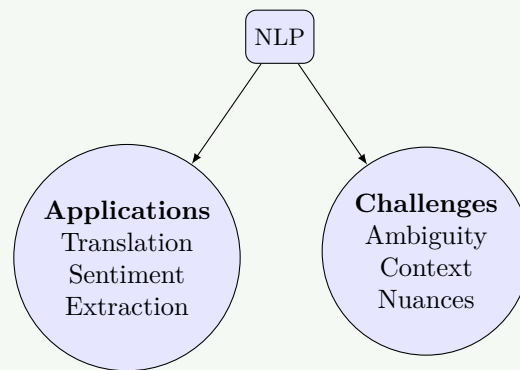 NLP
Applications
Translation
Sentiment
Extraction
Challenges
Ambiguity
Context
Nuances